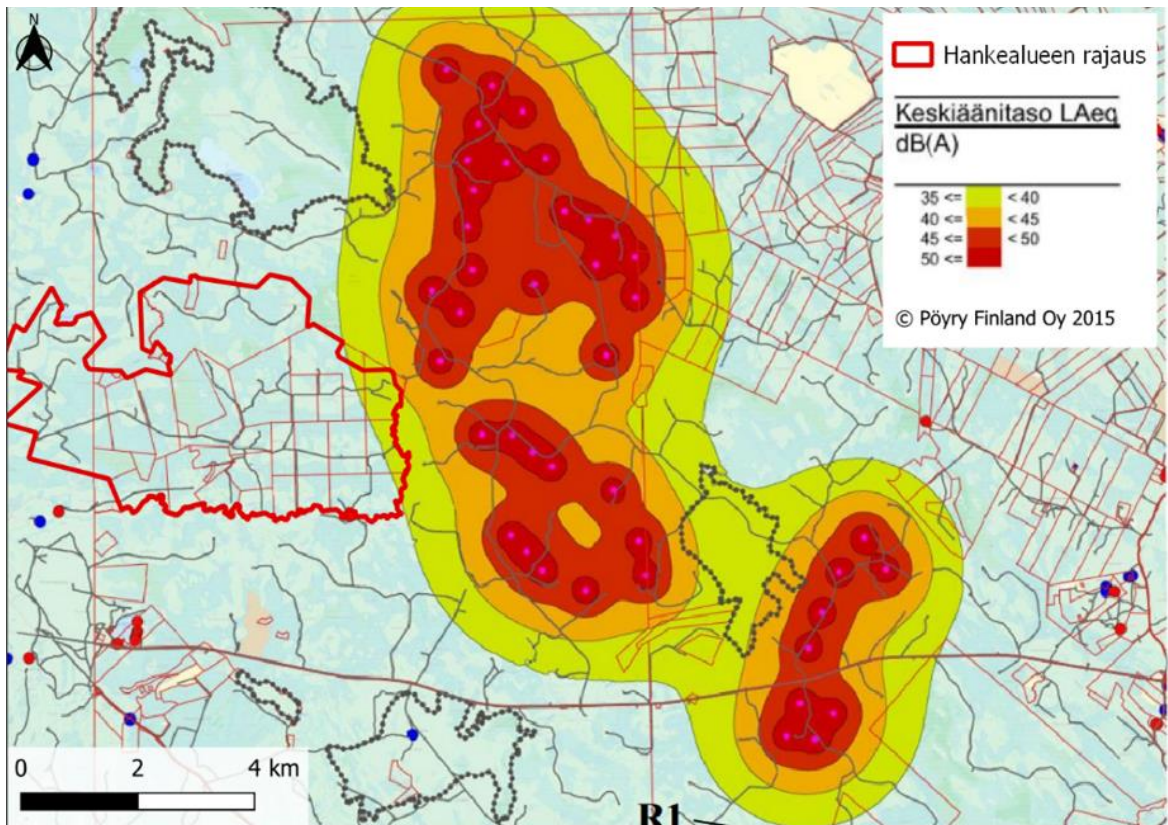 N
Hankealueen rajaus
Keskiäänitaso LAeq
dB(A)
35 <= < 40
40 <= < 45
45 <= < 50
50 <=
© Pöyry Finland Oy 2015
0 2 4 km
R1